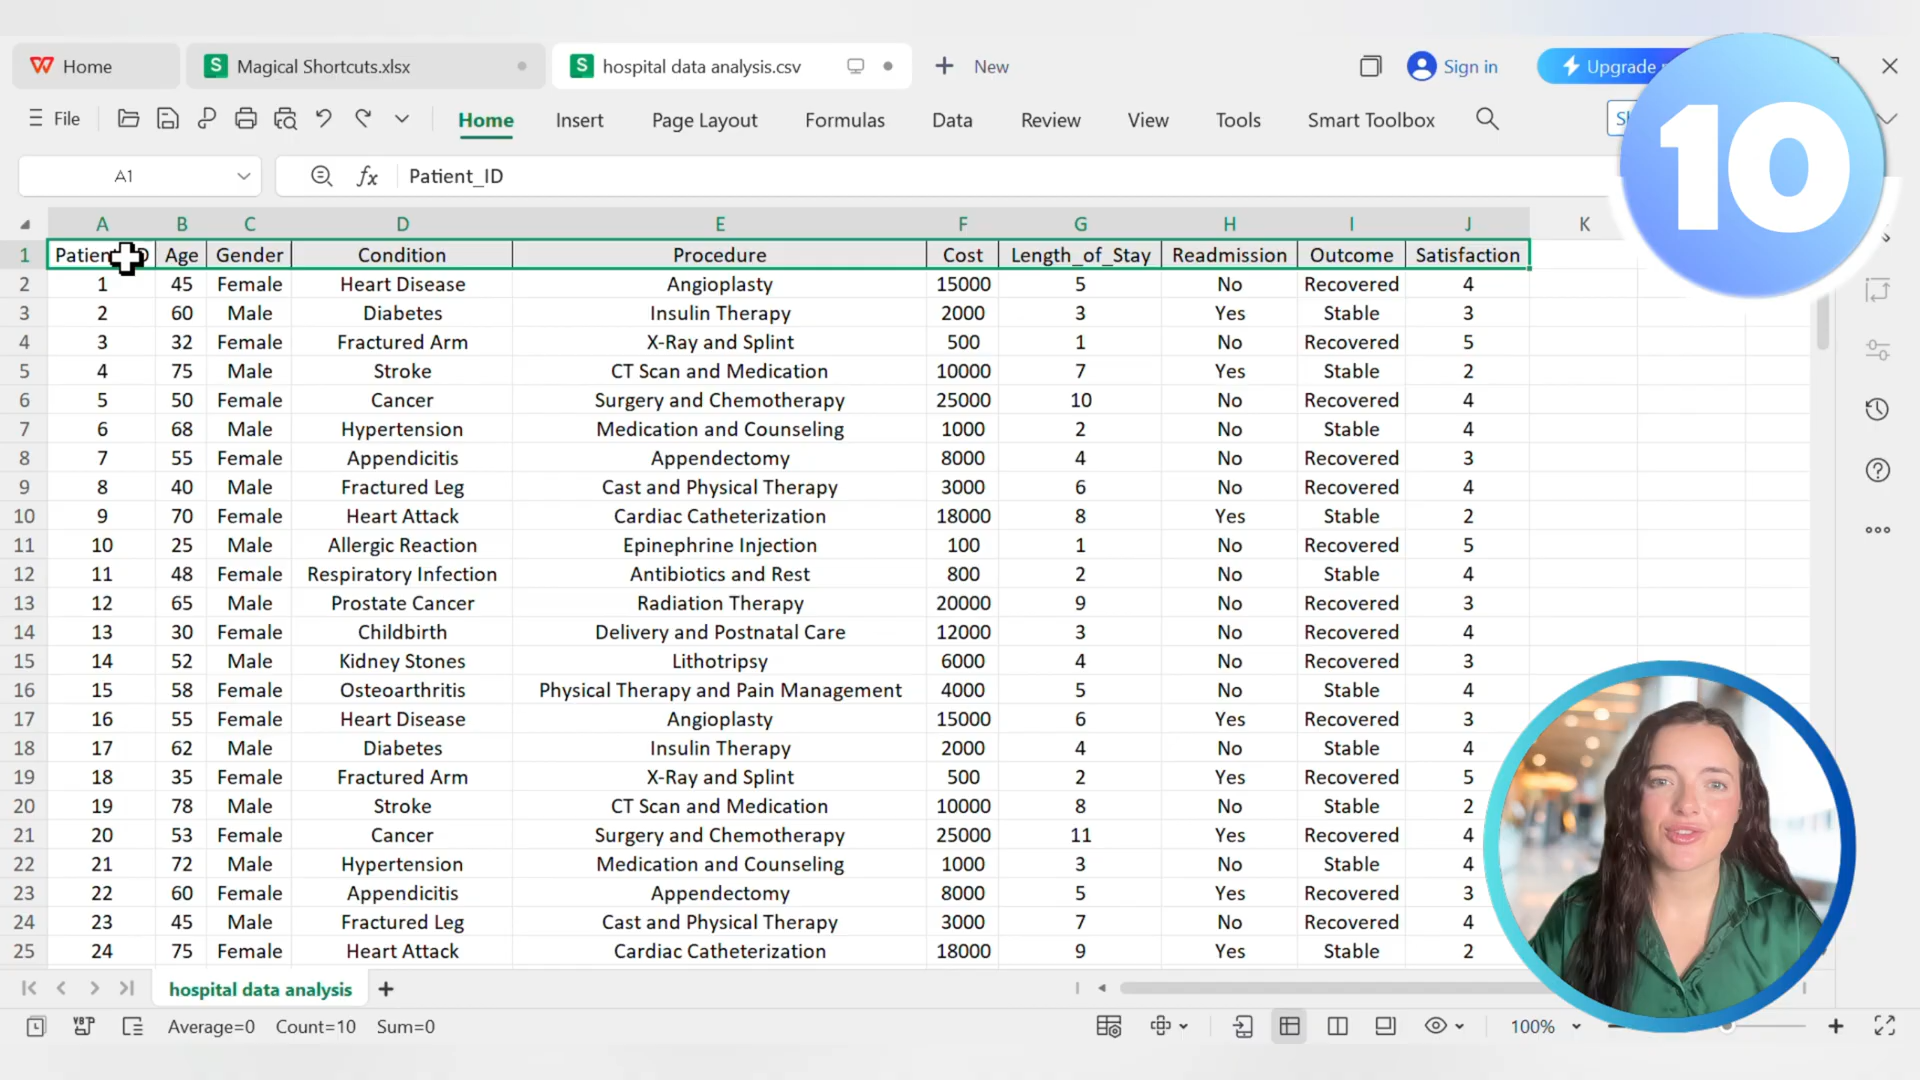 Home
Magical Shortcuts.xlsx
hospital data analysis.csv
New
Sign in
Upgrade
10
File
Home Insert Page Layout Formulas Data Review View Tools Smart Toolbox
A1 fx Patient_ID
A B C D E F G H I J K
1 Age Gender Condition Procedure Cost Length_of_Stay Readmission Outcome Satisfaction
2 1 45 Female Heart Disease Angioplasty 15000 5 No Recovered 4
3 2 60 Male Diabetes Insulin Therapy 2000 3 Yes Stable 3
4 3 32 Female Fractured Arm X-Ray and Splint 500 1 No Recovered 5
5 4 75 Male Stroke CT Scan and Medication 10000 7 Yes Stable 2
6 5 50 Female Cancer Surgery and Chemotherapy 25000 10 No Recovered 4
7 6 68 Male Hypertension Medication and Counseling 1000 2 No Stable 4
8 7 55 Female Appendicitis Appendectomy 8000 4 No Recovered 3
9 8 40 Male Fractured Leg Cast and Physical Therapy 3000 6 No Recovered 4
10 9 70 Female Heart Attack Cardiac Catheterization 18000 8 Yes Stable 2
11 10 25 Male Allergic Reaction Epinephrine Injection 100 1 No Recovered 5
12 11 48 Female Respiratory Infection Antibiotics and Rest 800 2 No Stable 4
13 12 65 Male Prostate Cancer Radiation Therapy 20000 9 No Recovered 3
14 13 30 Female Childbirth Delivery and Postnatal Care 12000 3 No Recovered 4
15 14 52 Male Kidney Stones Lithotripsy 6000 4 No Recovered 3
16 15 58 Female Osteoarthritis Physical Therapy and Pain Management 4000 5 No Stable 4
17 16 55 Female Heart Disease Angioplasty 15000 6 Yes Recovered 3
18 17 62 Male Diabetes Insulin Therapy 2000 4 No Stable 4
19 18 35 Female Fractured Arm X-Ray and Splint 500 2 Yes Recovered 5
20 19 78 Male Stroke CT Scan and Medication 10000 8 No Stable 2
21 20 53 Female Cancer Surgery and Chemotherapy 25000 11 Yes Recovered 4
22 21 72 Male Hypertension Medication and Counseling 1000 3 No Stable 4
23 22 60 Female Appendicitis Appendectomy 8000 5 Yes Recovered 3
24 23 45 Male Fractured Leg Cast and Physical Therapy 3000 7 No Recovered 4
25 24 75 Female Heart Attack Cardiac Catheterization 18000 9 Yes Stable 2
hospital data analysis
Average=0 Count=10 Sum=0
100%